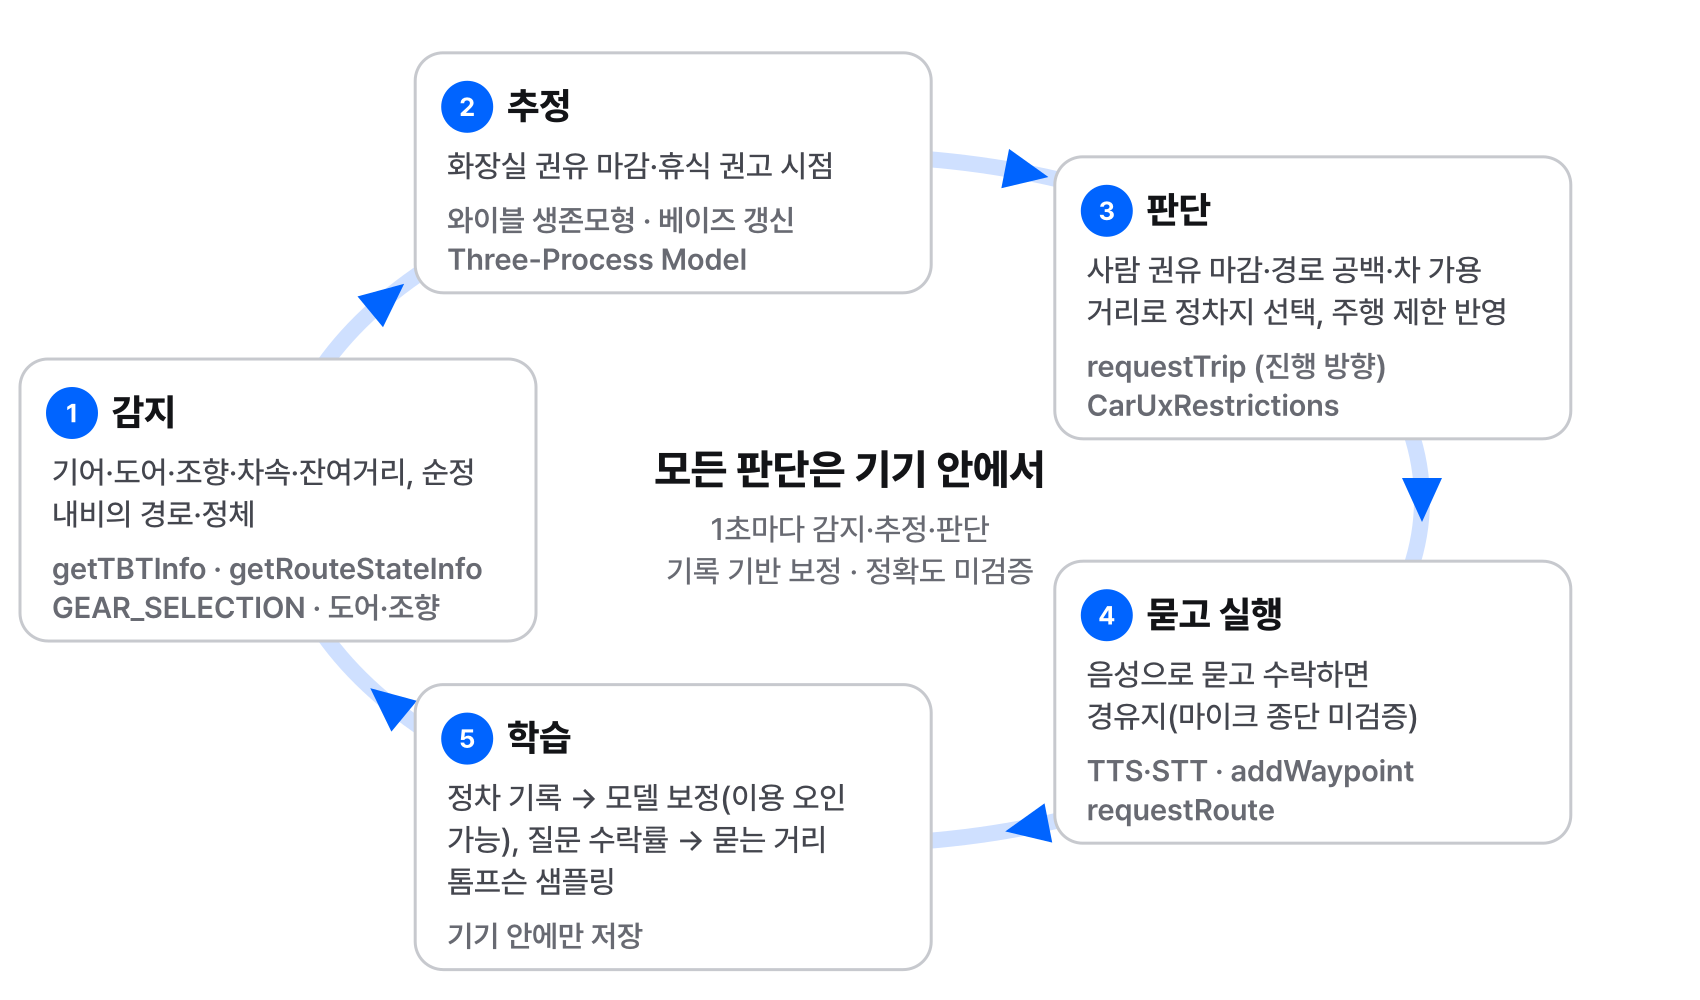 1 감지
기어·도어·조향·차속·잔여거리, 순정
내비의 경로·정체
getTBTInfo · getRouteStateInfo
GEAR_SELECTION · 도어·조향
2 추정
화장실 권유 마감·휴식 권고 시점
와이블 생존모형 · 베이즈 갱신
Three-Process Model
3 판단
사람 권유 마감·경로 공백·차 가용
거리로 정차지 선택, 주행 제한 반영
requestTrip (진행 방향)
CarUxRestrictions
4 묻고 실행
음성으로 묻고 수락하면
경유지(마이크 종단 미검증)
TTS·STT · addWaypoint
requestRoute
5 학습
정차 기록 → 모델 보정(이용 오인
가능), 질문 수락률 → 묻는 거리
톰프슨 샘플링
기기 안에만 저장
모든 판단은 기기 안에서
1초마다 감지·추정·판단
기록 기반 보정 · 정확도 미검증